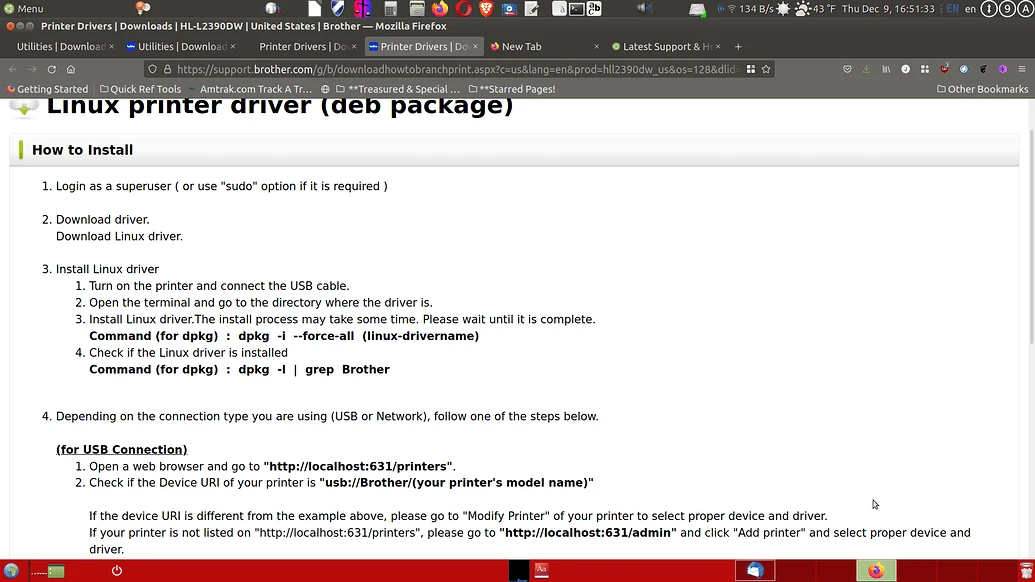 Menu
134 B/s
43 °F Thu Dec 9, 16:51:33
EN en
9 A
Printer Drivers | Downloads | HL-L2390DW | United States | Brother — Mozilla Firefox
Utilities | Download ×
Utilities | Download ×
Printer Drivers | Do ×
Printer Drivers | Do ×
New Tab ×
Latest Support & He ×
+
https://support.brother.com/g/b/downloadhowtobranchprint.aspx?c=us&lang=en&prod=hll2390dw_us&os=128&dlid
Getting Started
Quick Ref Tools
Amtrak.com Track A Tr...
**Treasured & Special ...
**Starred Pages!
Other Bookmarks
Linux printer driver (deb package)
How to Install
1. Login as a superuser ( or use "sudo" option if it is required )
2. Download driver.
Download Linux driver.
3. Install Linux driver
1. Turn on the printer and connect the USB cable.
2. Open the terminal and go to the directory where the driver is.
3. Install Linux driver.The install process may take some time. Please wait until it is complete.
Command (for dpkg) : dpkg -i --force-all (linux-drivername)
4. Check if the Linux driver is installed
Command (for dpkg) : dpkg -l | grep Brother
4. Depending on the connection type you are using (USB or Network), follow one of the steps below.
(for USB Connection)
1. Open a web browser and go to "http://localhost:631/printers".
2. Check if the Device URI of your printer is "usb://Brother/(your printer's model name)"
If the device URI is different from the example above, please go to "Modify Printer" of your printer to select proper device and driver.
If your printer is not listed on "http://localhost:631/printers", please go to "http://localhost:631/admin" and click "Add printer" and select proper device and
driver.
Aa